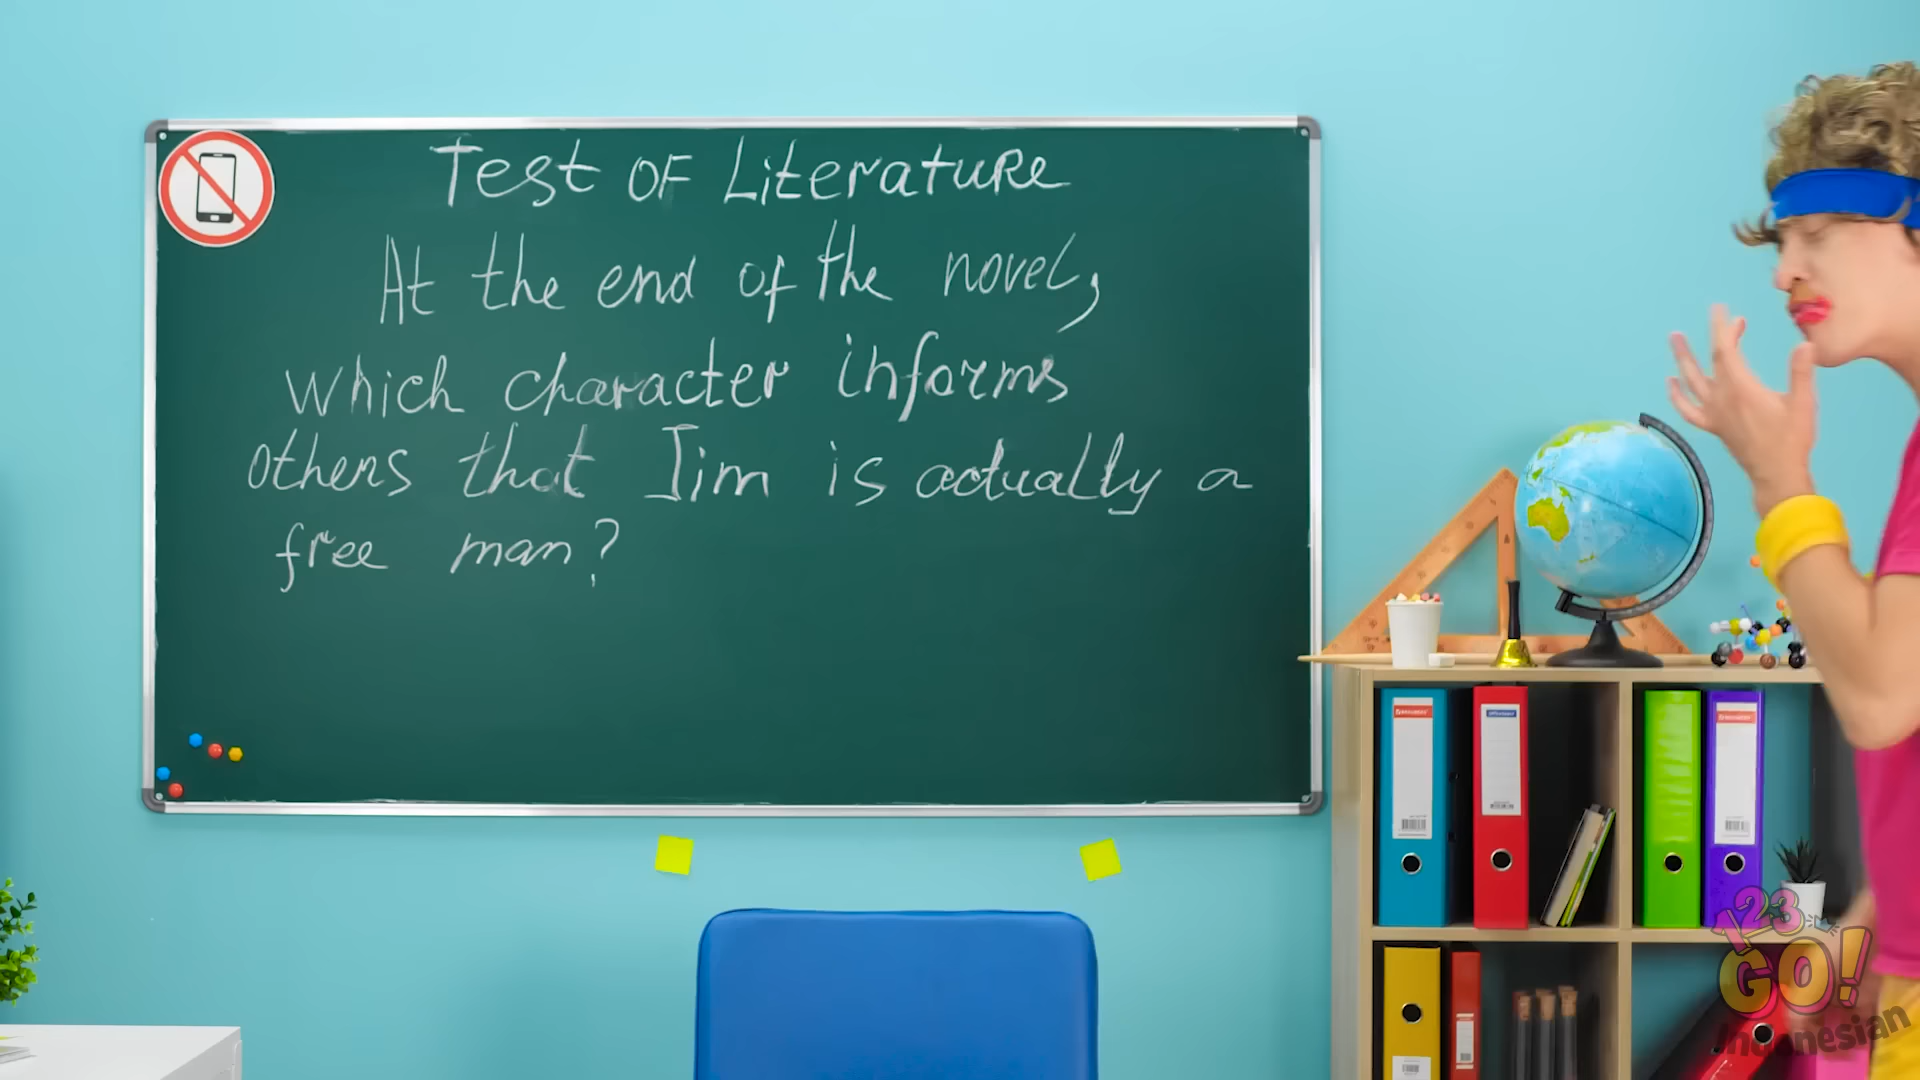 Test of Literature
At the end of the novel,
which character informs
others that Jim is actually a
free man?
123
GO!
Indonesian